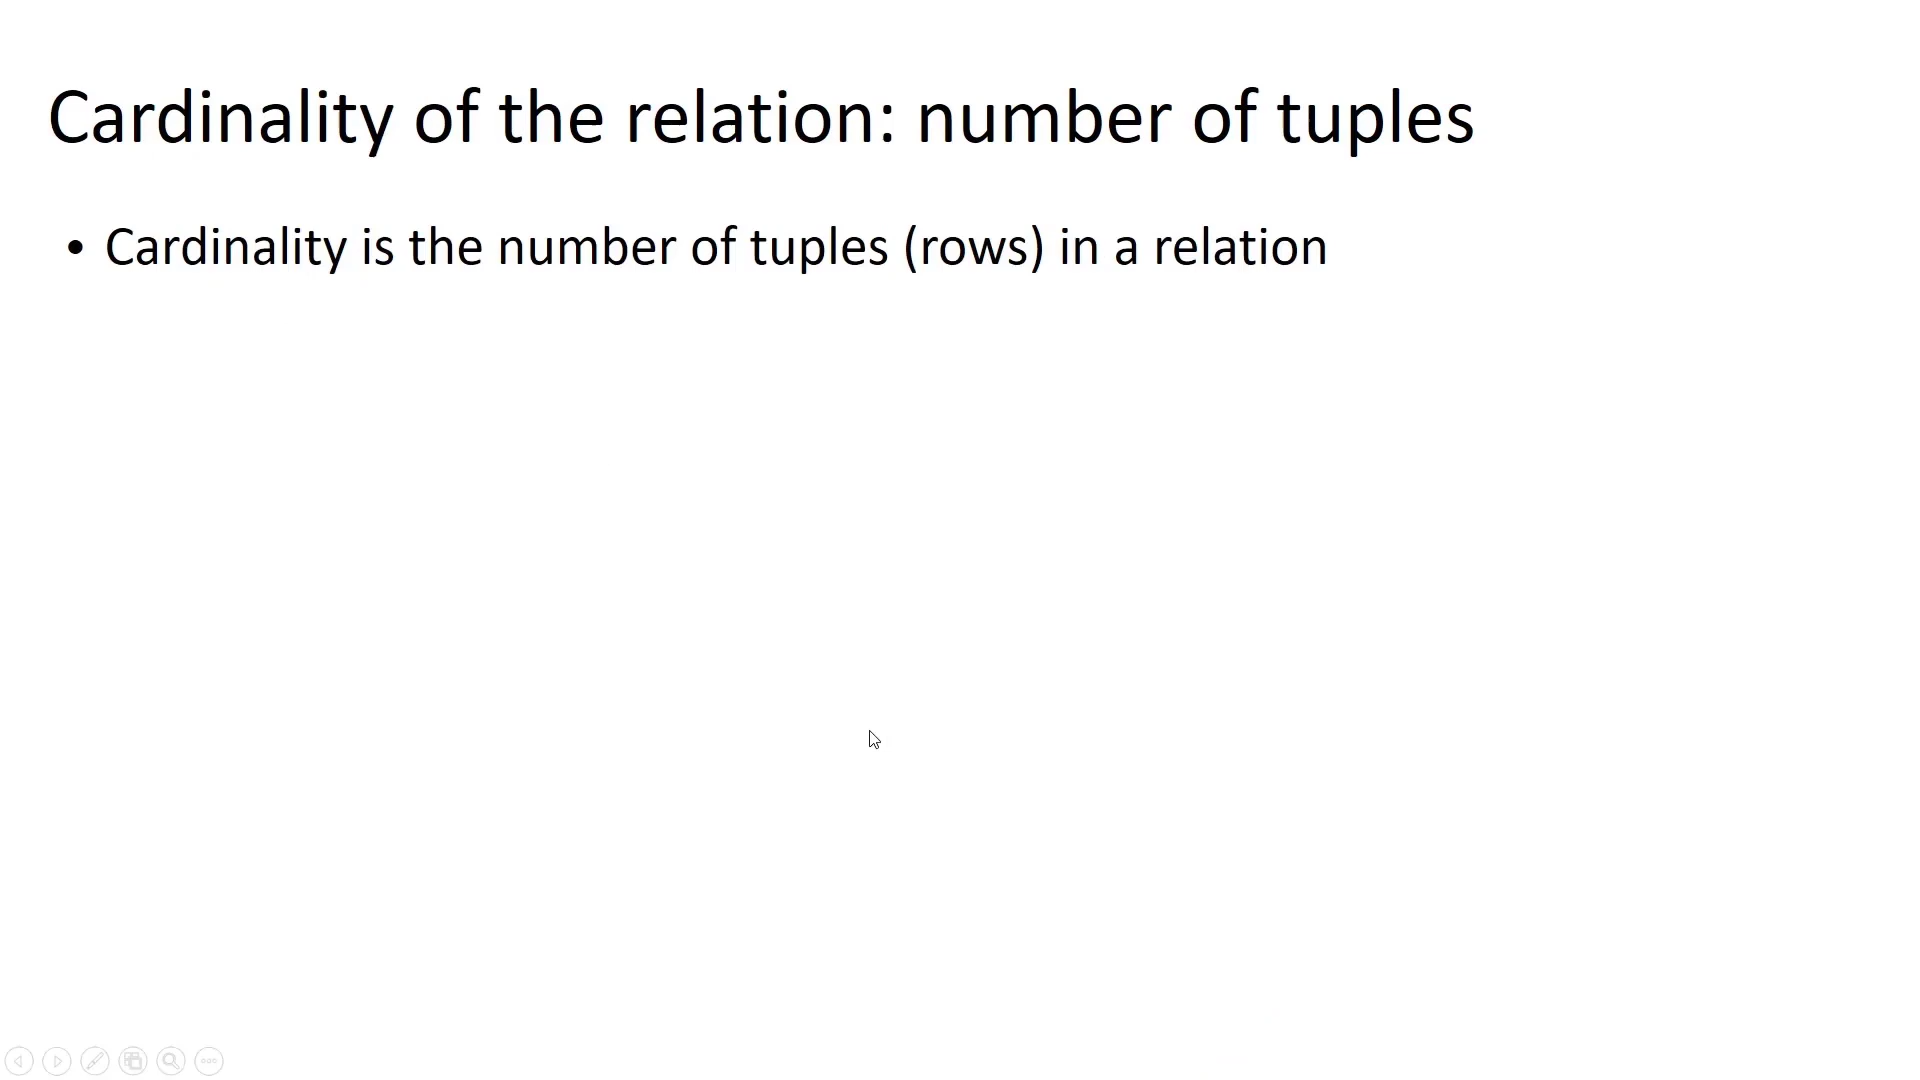 Cardinality of the relation: number of tuples
• Cardinality is the number of tuples (rows) in a relation